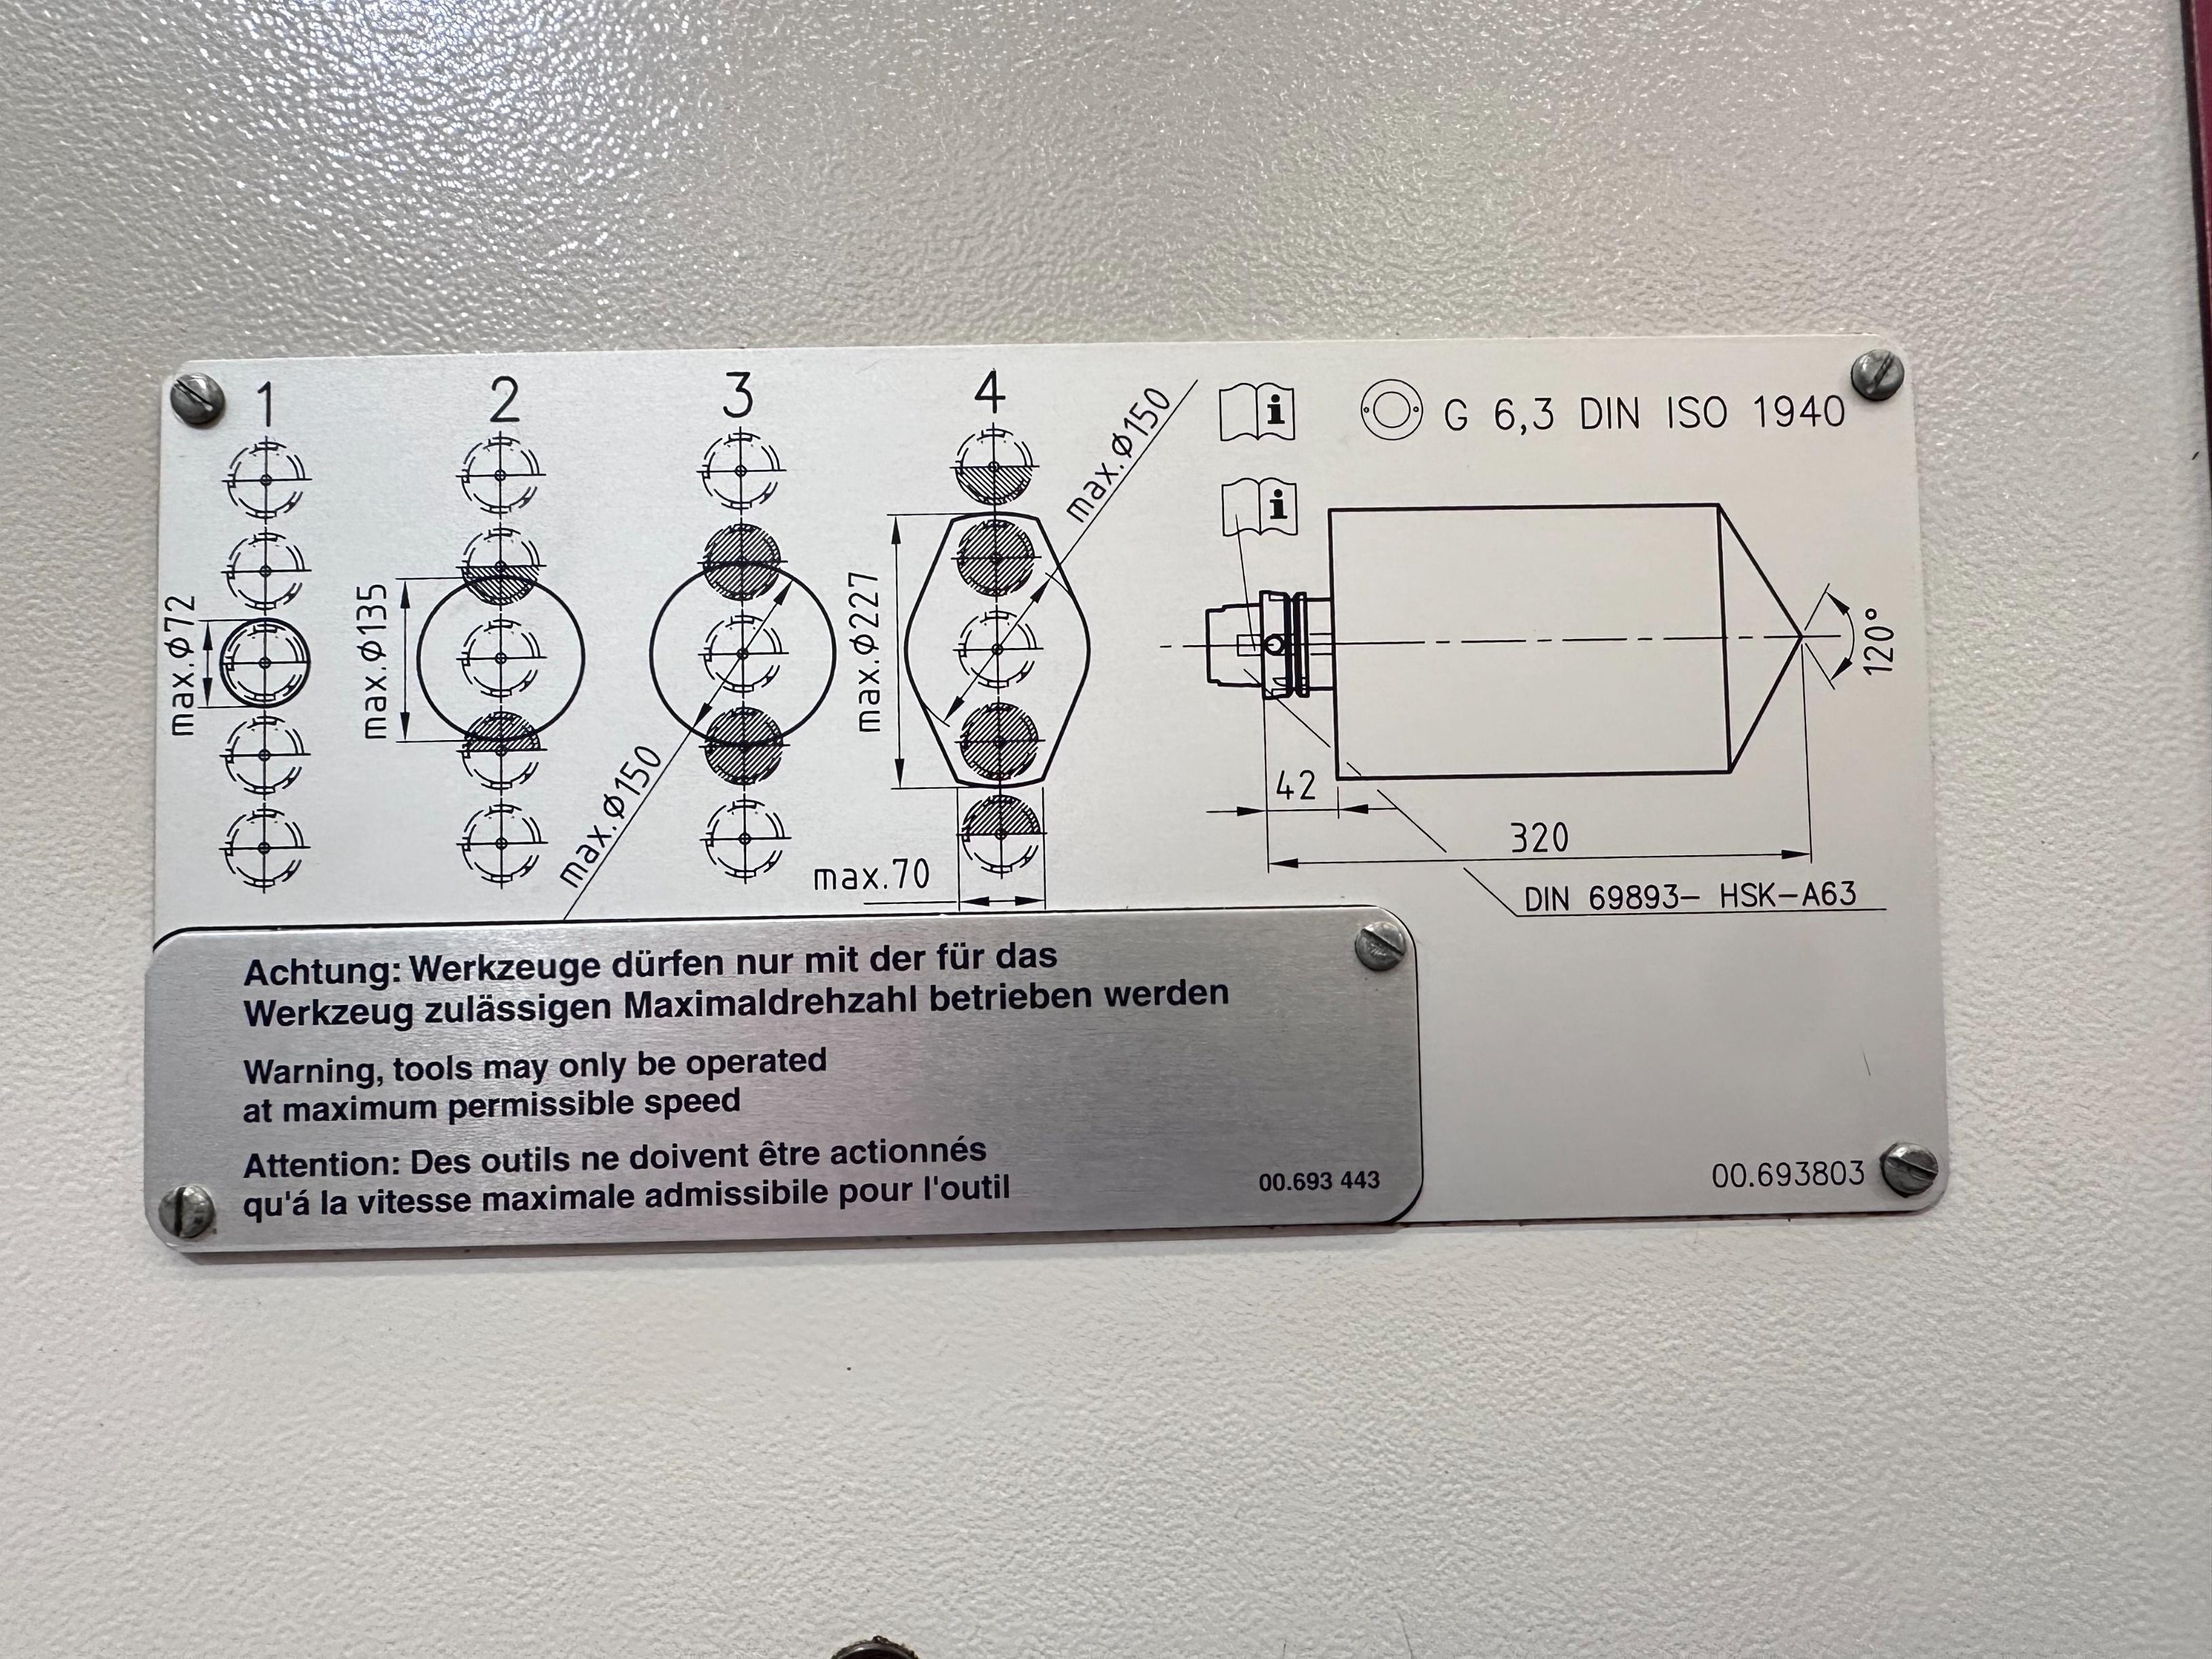 1
2
3
4
G 6,3 DIN ISO 1940
max.Ø72
max.Ø135
max.Ø150
max.Ø227
max.Ø150
max.70
i
i
42
320
120°
DIN 69893- HSK-A63
Achtung: Werkzeuge dürfen nur mit der für das
Werkzeug zulässigen Maximaldrehzahl betrieben werden
Warning, tools may only be operated
at maximum permissible speed
Attention: Des outils ne doivent être actionnés
qu'á la vitesse maximale admissibile pour l'outil
00.693 443
00.693803